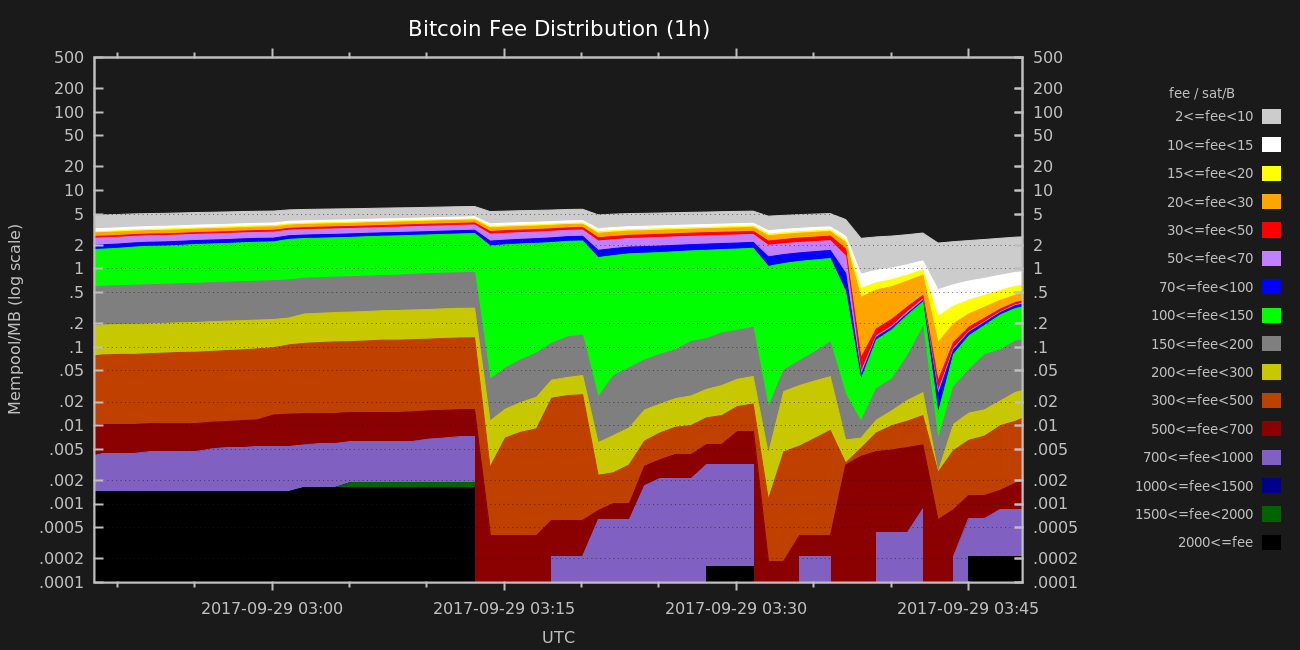 Bitcoin Fee Distribution (1h)
500
200
100
50
20
10
5
2
1
.5
.2
.1
.05
.02
.01
.005
.002
.001
.0005
.0002
.0001
Mempool/MB (log scale)
500
200
100
50
20
10
5
2
1
.5
.2
.1
.05
.02
.01
.005
.002
.001
.0005
.0002
.0001
2017-09-29 03:00
2017-09-29 03:15
2017-09-29 03:30
2017-09-29 03:45
UTC
fee / sat/B
2<=fee<10
10<=fee<15
15<=fee<20
20<=fee<30
30<=fee<50
50<=fee<70
70<=fee<100
100<=fee<150
150<=fee<200
200<=fee<300
300<=fee<500
500<=fee<700
700<=fee<1000
1000<=fee<1500
1500<=fee<2000
2000<=fee